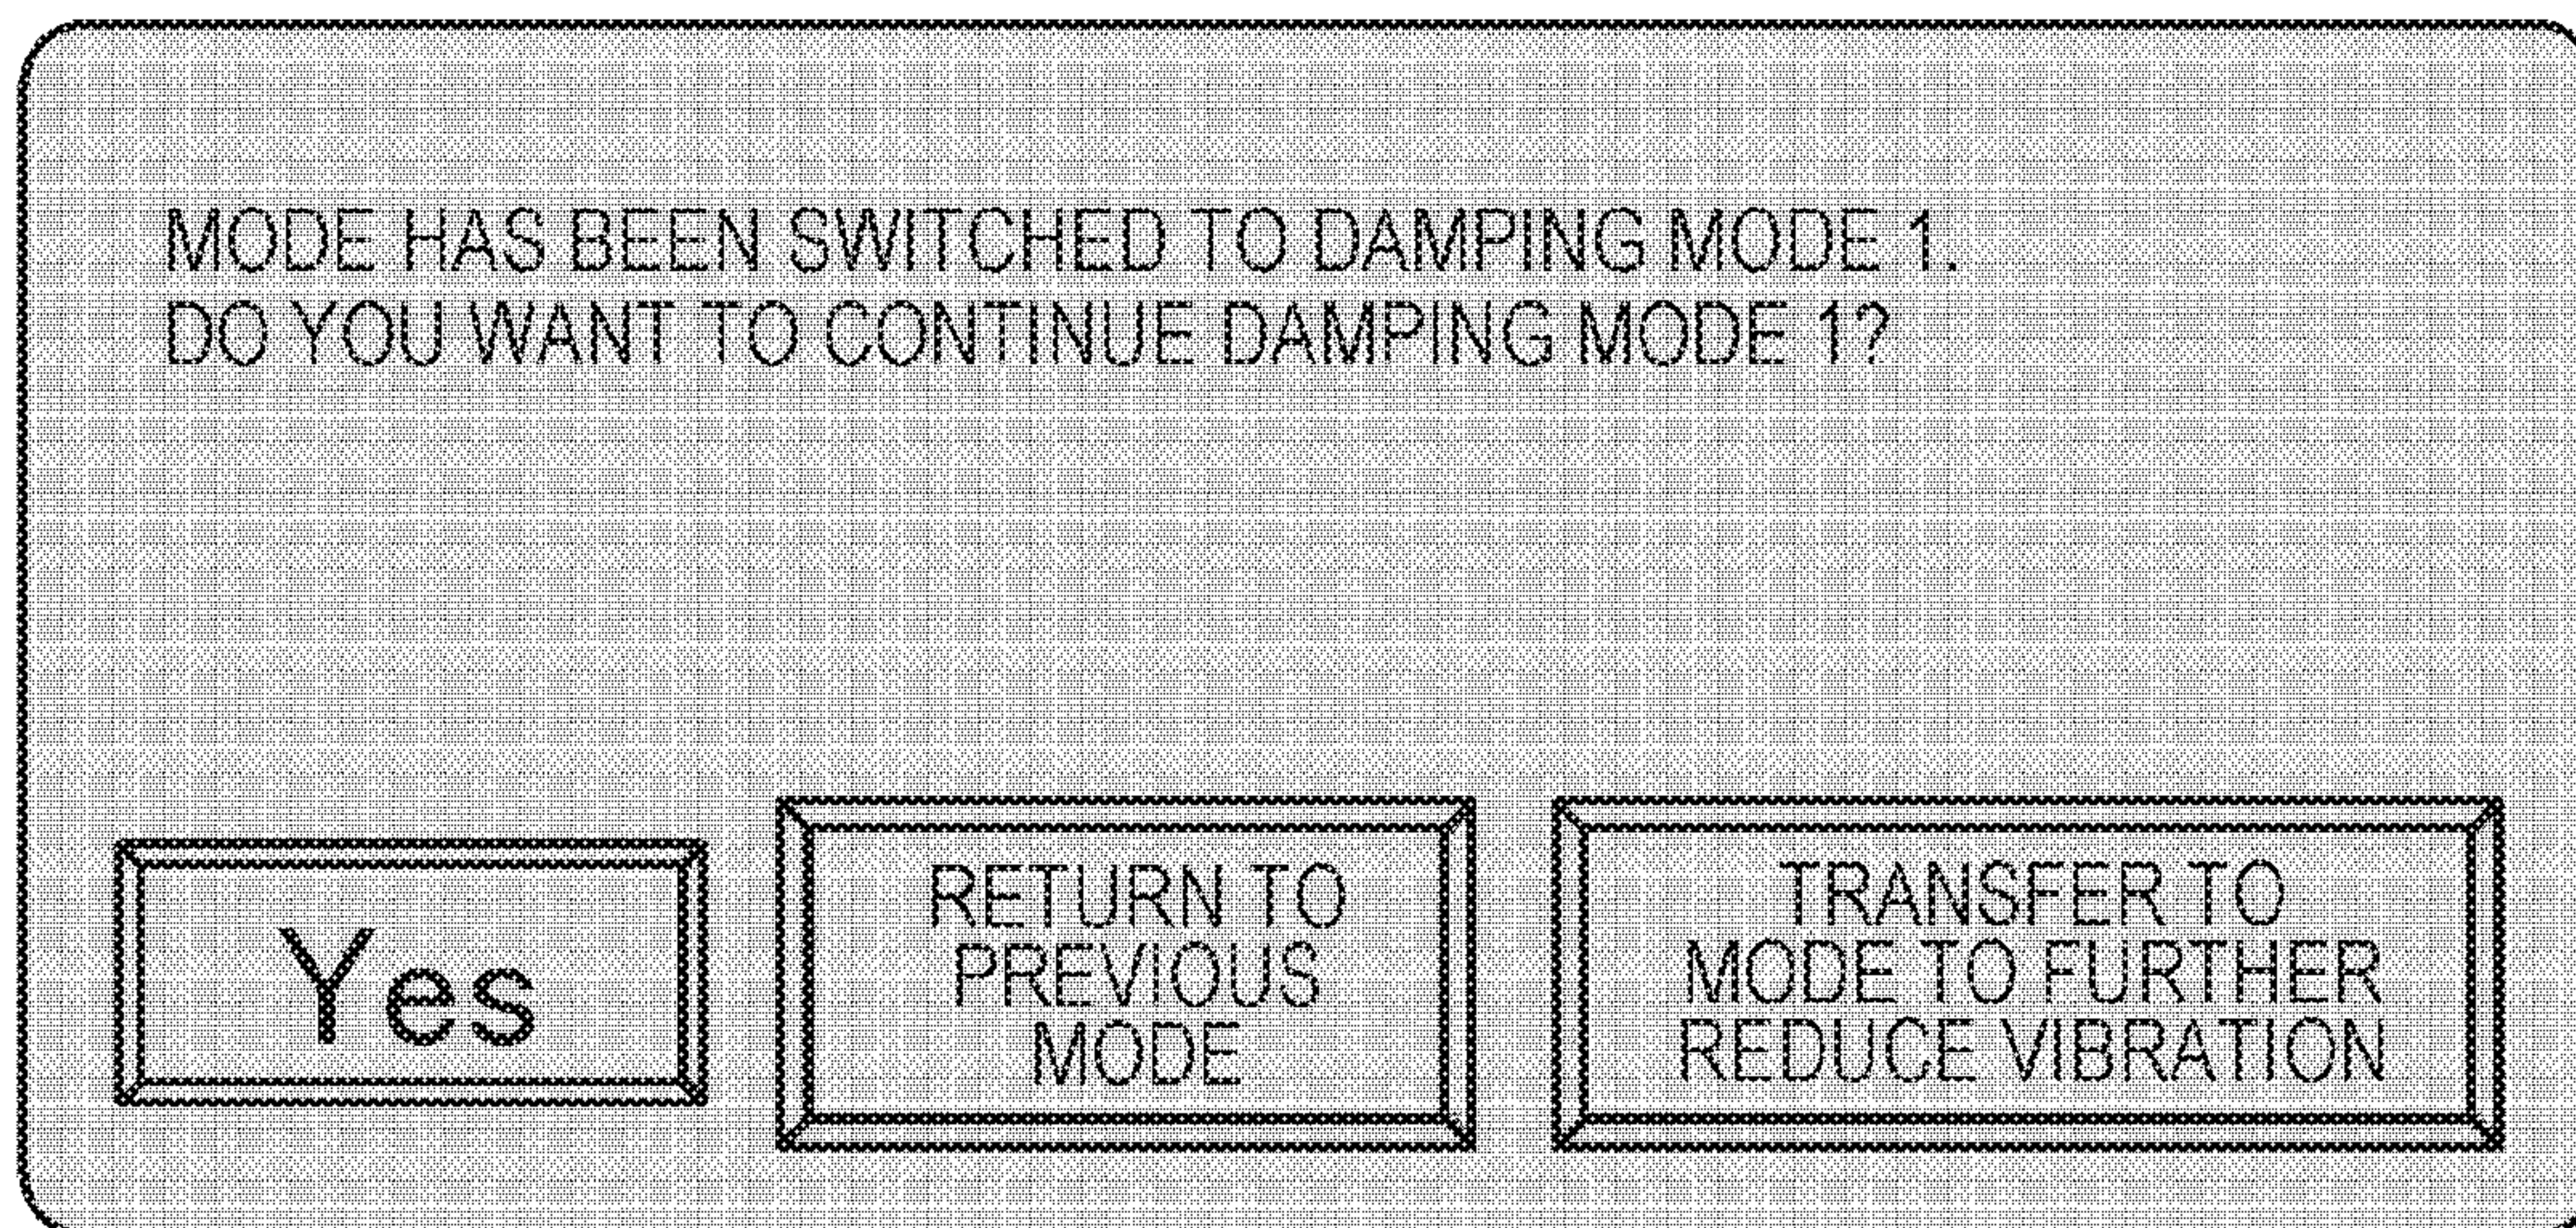 MODE HAS BEEN SWITCHED TO DAMPING MODE 1.
DO YOU WANT TO CONTINUE DAMPING MODE 1?
Yes
RETURN TO
PREVIOUS
MODE
TRANSFER TO
MODE TO FURTHER
REDUCE VIBRATION